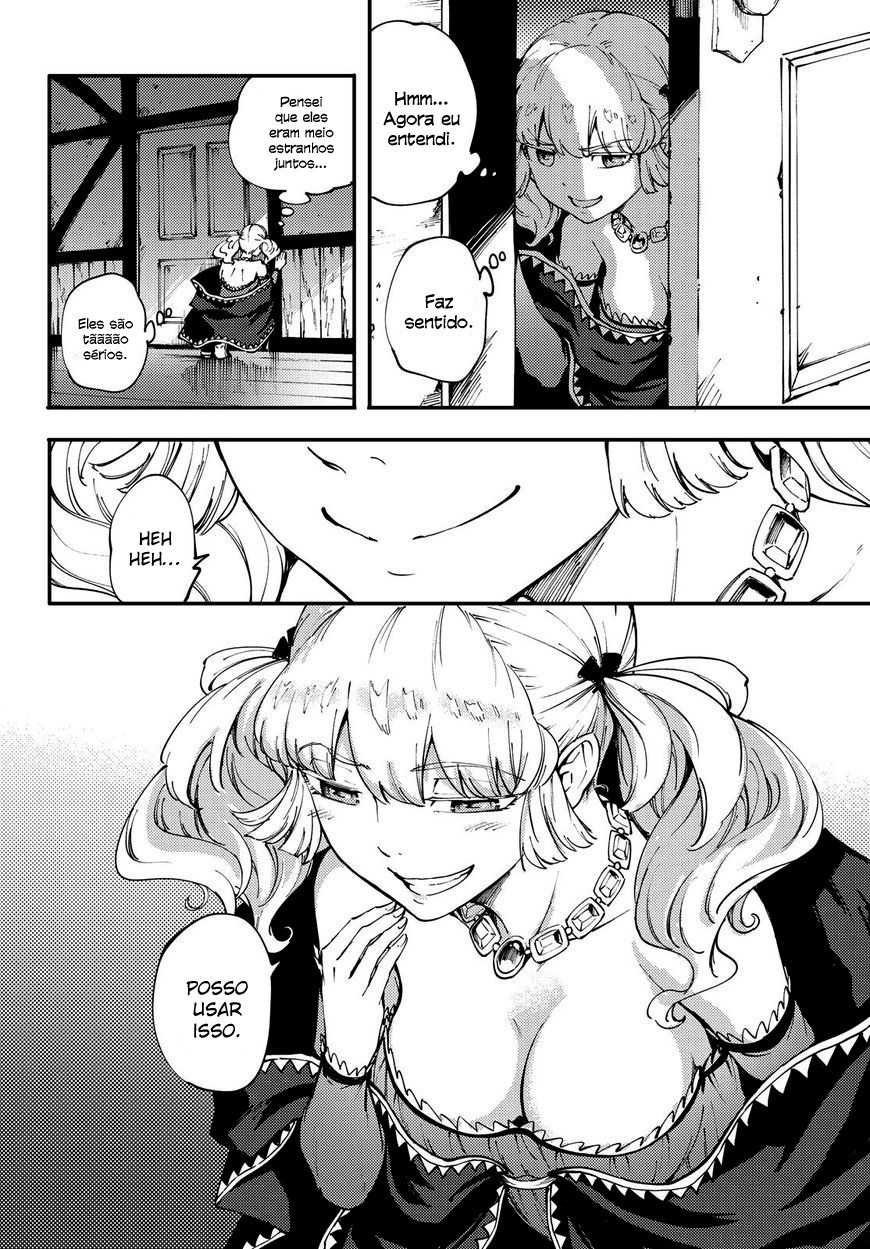 Hmm...
Agora eu
entendi.
Faz
sentido.
Pensei
que eles
eram meio
estranhos
juntos...
Eles são
tããããão
sérios.
HEH
HEH...
POSSO
USAR
ISSO.